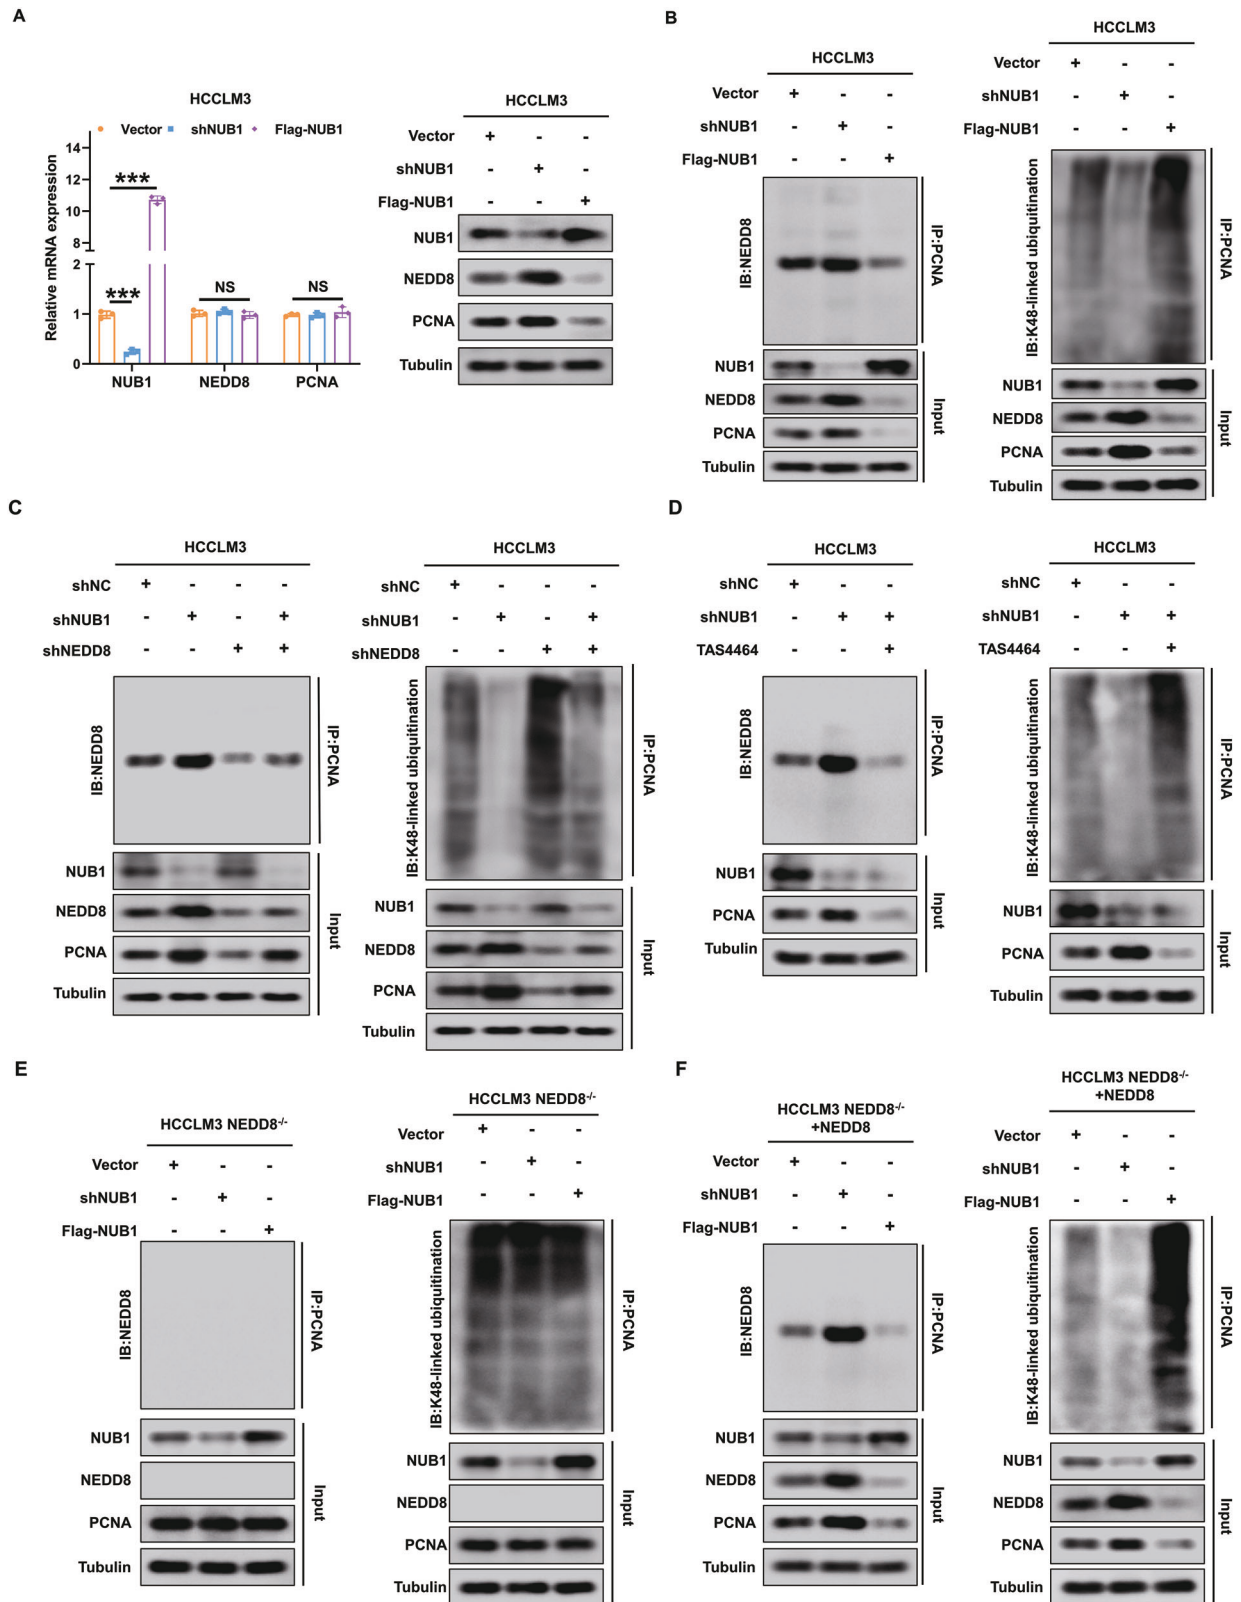 A
HCCLM3
Vector shNUB1 Flag-NUB1
Relative mRNA expression
14
12
10
8
2
1
0
***
***
NS
NS
NUB1 NEDD8 PCNA
HCCLM3
Vector + - -
shNUB1 - + -
Flag-NUB1 - - +
NUB1
NEDD8
PCNA
Tubulin
B
HCCLM3
Vector + - -
shNUB1 - + -
Flag-NUB1 - - +
IB:NEDD8
IP:PCNA
NUB1
NEDD8
PCNA
Tubulin
Input
HCCLM3
Vector + - -
shNUB1 - + -
Flag-NUB1 - - +
IB:K48-linked ubiquitination
IP:PCNA
NUB1
NEDD8
PCNA
Tubulin
Input
C
HCCLM3
shNC + - - -
shNUB1 - + - +
shNEDD8 - - + +
IB:NEDD8
IP:PCNA
NUB1
NEDD8
PCNA
Tubulin
Input
HCCLM3
shNC + - - -
shNUB1 - + - +
shNEDD8 - - + +
IB:K48-linked ubiquitination
IP:PCNA
NUB1
NEDD8
PCNA
Tubulin
Input
D
HCCLM3
shNC + - -
shNUB1 - + +
TAS4464 - - +
IB:NEDD8
IP:PCNA
NUB1
PCNA
Tubulin
Input
HCCLM3
shNC + - -
shNUB1 - + +
TAS4464 - - +
IB:K48-linked ubiquitination
IP:PCNA
NUB1
PCNA
Tubulin
Input
E
HCCLM3 NEDD8-/-
Vector + - -
shNUB1 - + -
Flag-NUB1 - - +
IB:NEDD8
IP:PCNA
NUB1
NEDD8
PCNA
Tubulin
Input
HCCLM3 NEDD8-/-
Vector + - -
shNUB1 - + -
Flag-NUB1 - - +
IB:K48-linked ubiquitination
IP:PCNA
NUB1
NEDD8
PCNA
Tubulin
Input
F
HCCLM3 NEDD8-/-
+NEDD8
Vector + - -
shNUB1 - + -
Flag-NUB1 - - +
IB:NEDD8
IP:PCNA
NUB1
NEDD8
PCNA
Tubulin
Input
HCCLM3 NEDD8-/-
+NEDD8
Vector + - -
shNUB1 - + -
Flag-NUB1 - - +
IB:K48-linked ubiquitination
IP:PCNA
NUB1
NEDD8
PCNA
Tubulin
Input